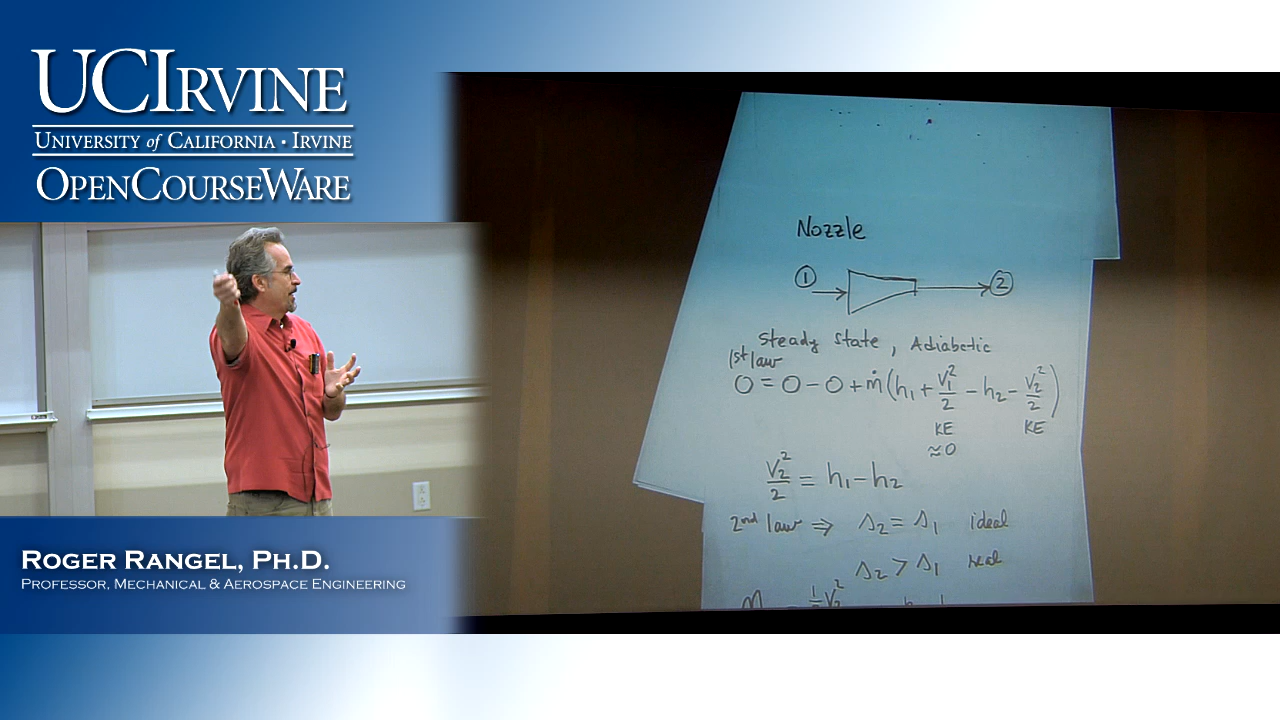 UCIRVINE
UNIVERSITY of CALIFORNIA · IRVINE
OPENCOURSEWARE
ROGER RANGEL, PH.D.
PROFESSOR, MECHANICAL & AEROSPACE ENGINEERING
Nozzle
① ②
steady state, Adiabatic
1st law
0 = 0 - 0 + ṁ(h₁ + V₁²/2 - h₂ - V₂²/2)
KE KE
≈0
V₂²/2 = h₁ - h₂
2nd law ⇒ s₂ = s₁ ideal
s₂ > s₁ real